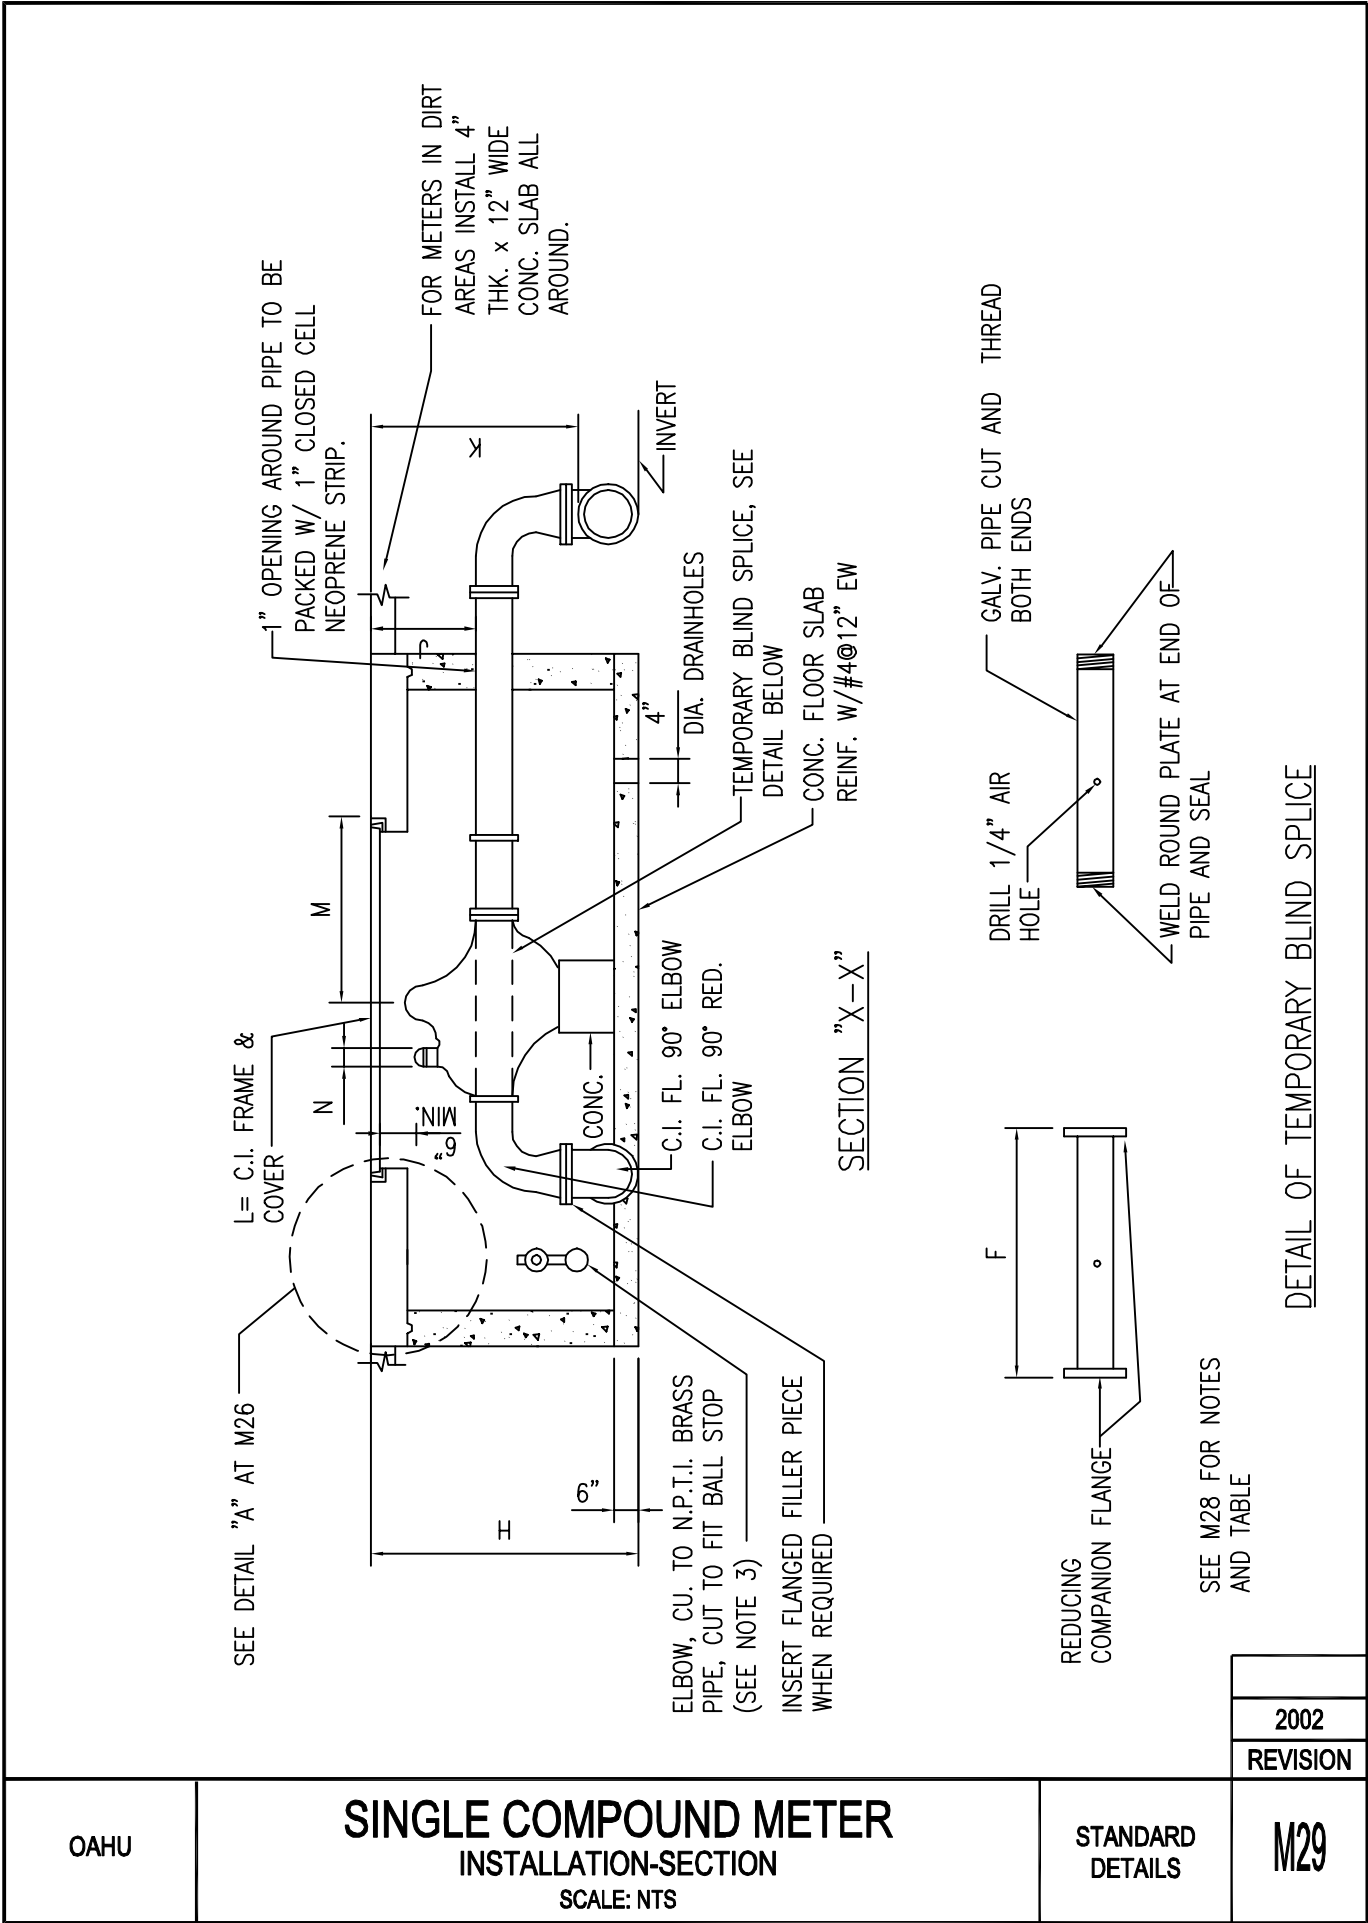 SEE DETAIL "A" AT M26
L= C.I. FRAME &
COVER
1" OPENING AROUND PIPE TO BE
PACKED W/ 1" CLOSED CELL
NEOPRENE STRIP.
FOR METERS IN DIRT
AREAS INSTALL 4"
THK. x 12" WIDE
CONC. SLAB ALL
AROUND.
N
M
6"
MIN.
J
K
H
6"
INVERT
4"
DIA. DRAINHOLES
CONC.
TEMPORARY BLIND SPLICE, SEE
DETAIL BELOW
CONC. FLOOR SLAB
REINF. W/#4@12" EW
C.I. FL. 90° ELBOW
C.I. FL. 90° RED.
ELBOW
ELBOW, CU. TO N.P.T.I. BRASS
PIPE, CUT TO FIT BALL STOP
(SEE NOTE 3)
INSERT FLANGED FILLER PIECE
WHEN REQUIRED
SECTION "X-X"
F
REDUCING
COMPANION FLANGE
DRILL 1/4" AIR
HOLE
GALV. PIPE CUT AND THREAD
BOTH ENDS
WELD ROUND PLATE AT END OF
PIPE AND SEAL
SEE M28 FOR NOTES
AND TABLE
DETAIL OF TEMPORARY BLIND SPLICE
2002
REVISION
OAHU
SINGLE COMPOUND METER
INSTALLATION-SECTION
SCALE: NTS
STANDARD
DETAILS
M29